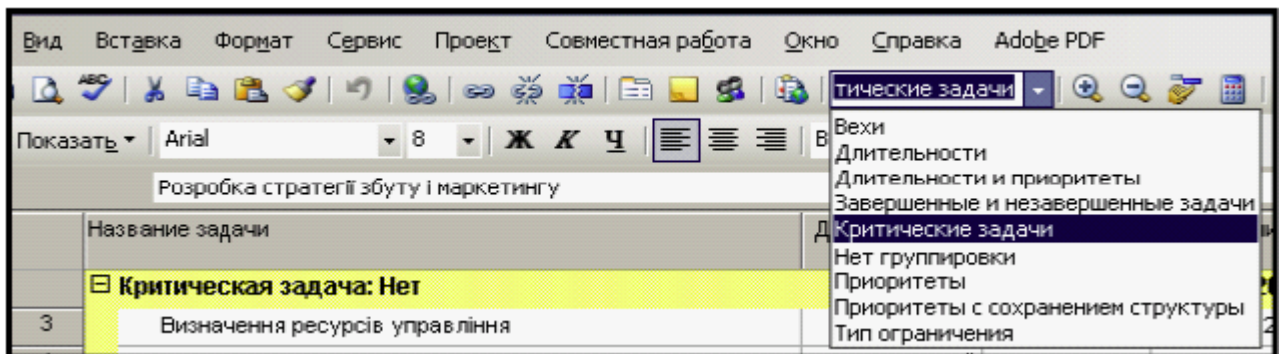 Вид Вставка Формат Сервис Проект Совместная работа Окно Справка Adobe PDF
ABC тические задачи
Показать Arial 8 Ж К Ч В
Розробка стратегії збуту і маркетингу
Название задачи Д
Вехи
Длительности
Длительности и приоритеты
Завершенные и незавершенные задачи
Критические задачи
Нет группировки
Приоритеты
Приоритеты с сохранением структуры
Тип ограничения
Критическая задача: Нет
3 Визначення ресурсів управління